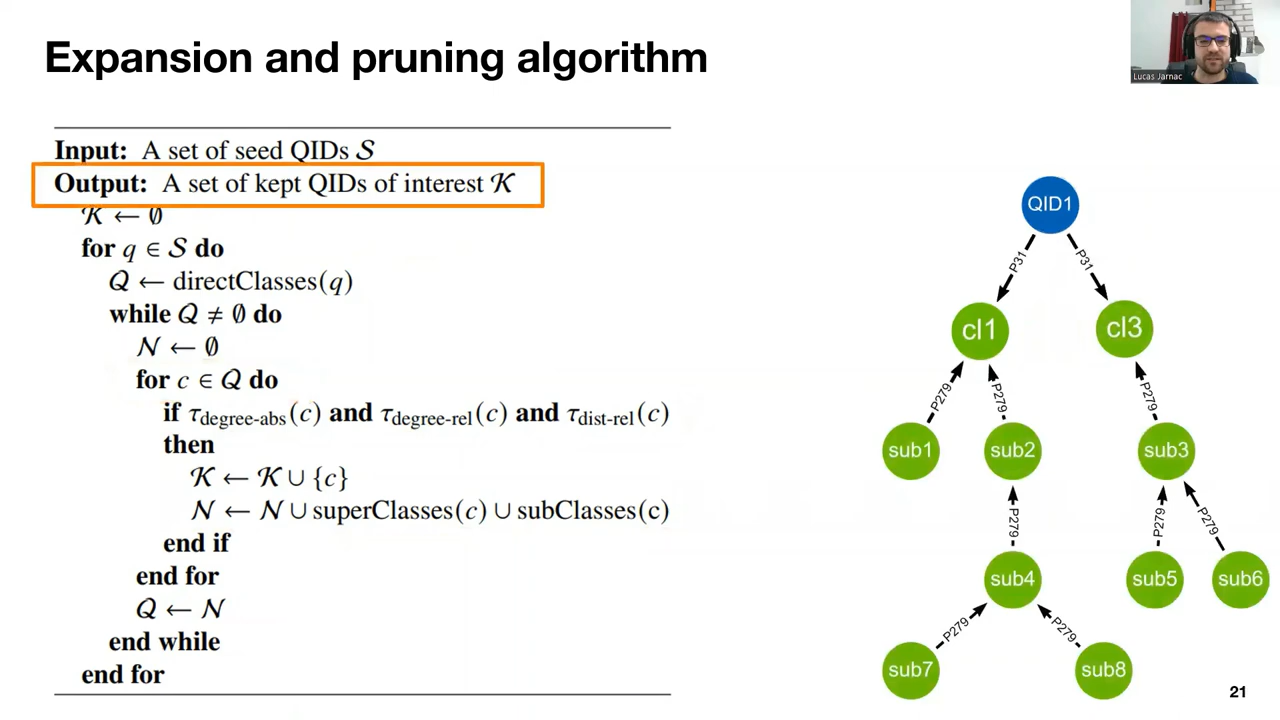 Expansion and pruning algorithm
Lucas Jarnac
Input: A set of seed QIDs 𝒮
Output: A set of kept QIDs of interest 𝒦
𝒦 ← ∅
for q ∈ 𝒮 do
𝒬 ← directClasses(q)
while 𝒬 ≠ ∅ do
𝒩 ← ∅
for c ∈ 𝒬 do
if τdegree-abs(c) and τdegree-rel(c) and τdist-rel(c)
then
𝒦 ← 𝒦 ∪ {c}
𝒩 ← 𝒩 ∪ superClasses(c) ∪ subClasses(c)
end if
end for
𝒬 ← 𝒩
end while
end for
QID1
P31 P31
cl1 cl3
P279 P279 P279
sub1 sub2 sub3
P279 P279 P279
sub4 sub5 sub6
P279 P279
sub7 sub8
21